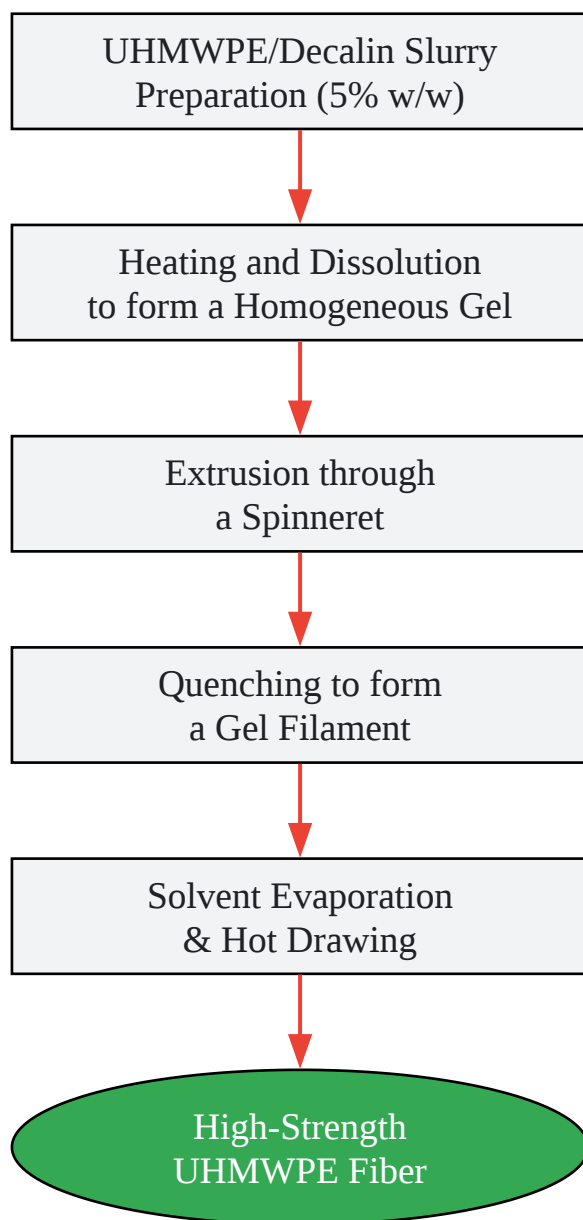 UHMWPE/Decalin Slurry
Preparation (5% w/w)
Heating and Dissolution
to form a Homogeneous Gel
Extrusion through
a Spinneret
Quenching to form
a Gel Filament
Solvent Evaporation
& Hot Drawing
High-Strength
UHMWPE Fiber